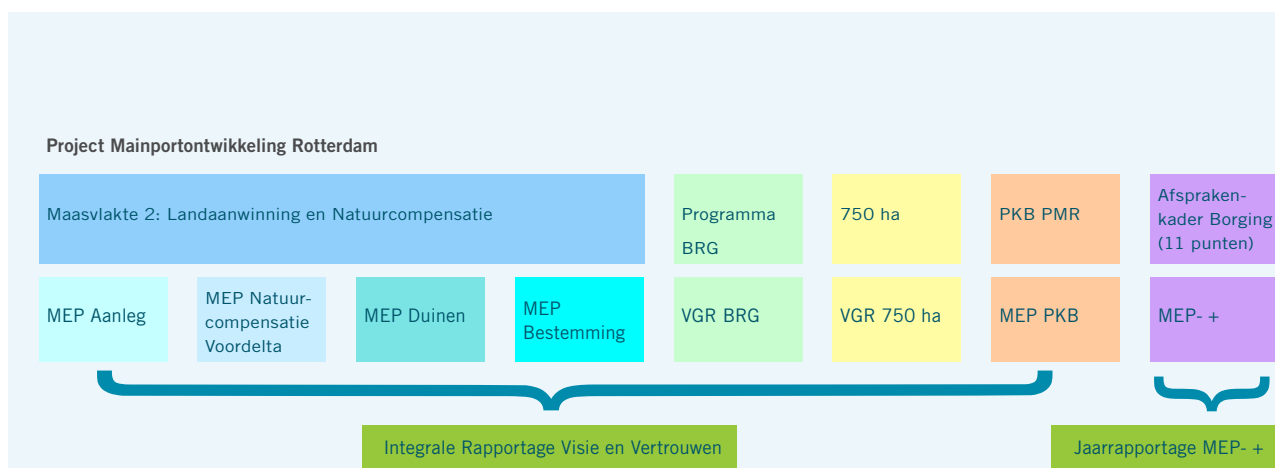 Project Mainportontwikkeling Rotterdam
Maasvlakte 2: Landaanwinning en Natuurcompensatie
Programma
BRG
750 ha
PKB PMR
Afspraken-
kader Borging
(11 punten)
MEP Aanleg
MEP Natuur-
compensatie
Voordelta
MEP Duinen
MEP
Bestemming
VGR BRG
VGR 750 ha
MEP PKB
MEP- +
Integrale Rapportage Visie en Vertrouwen
Jaarrapportage MEP- +